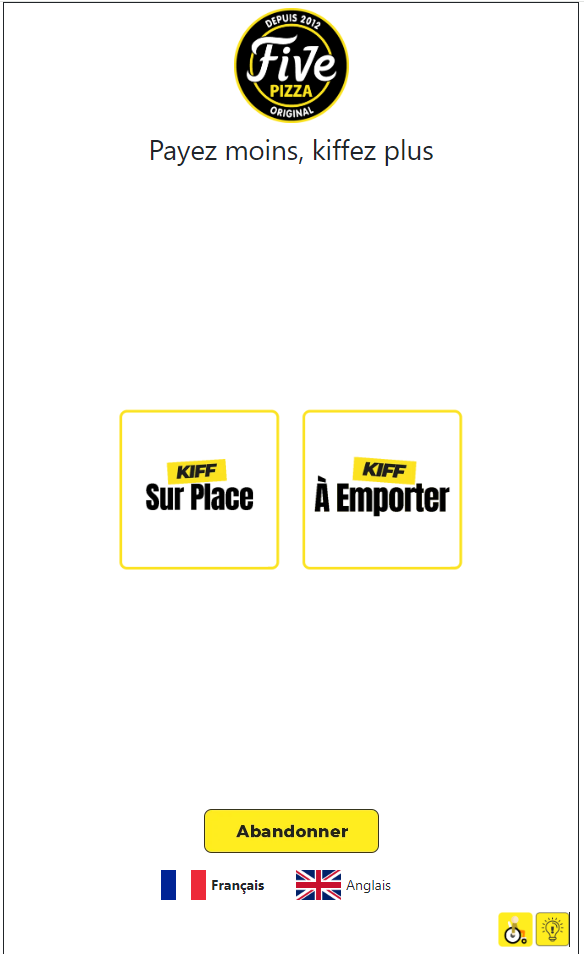 DEPUIS 2012
Five
PIZZA
ORIGINAL
Payez moins, kiffez plus
KIFF
Sur Place
KIFF
À Emporter
Abandonner
Français
Anglais